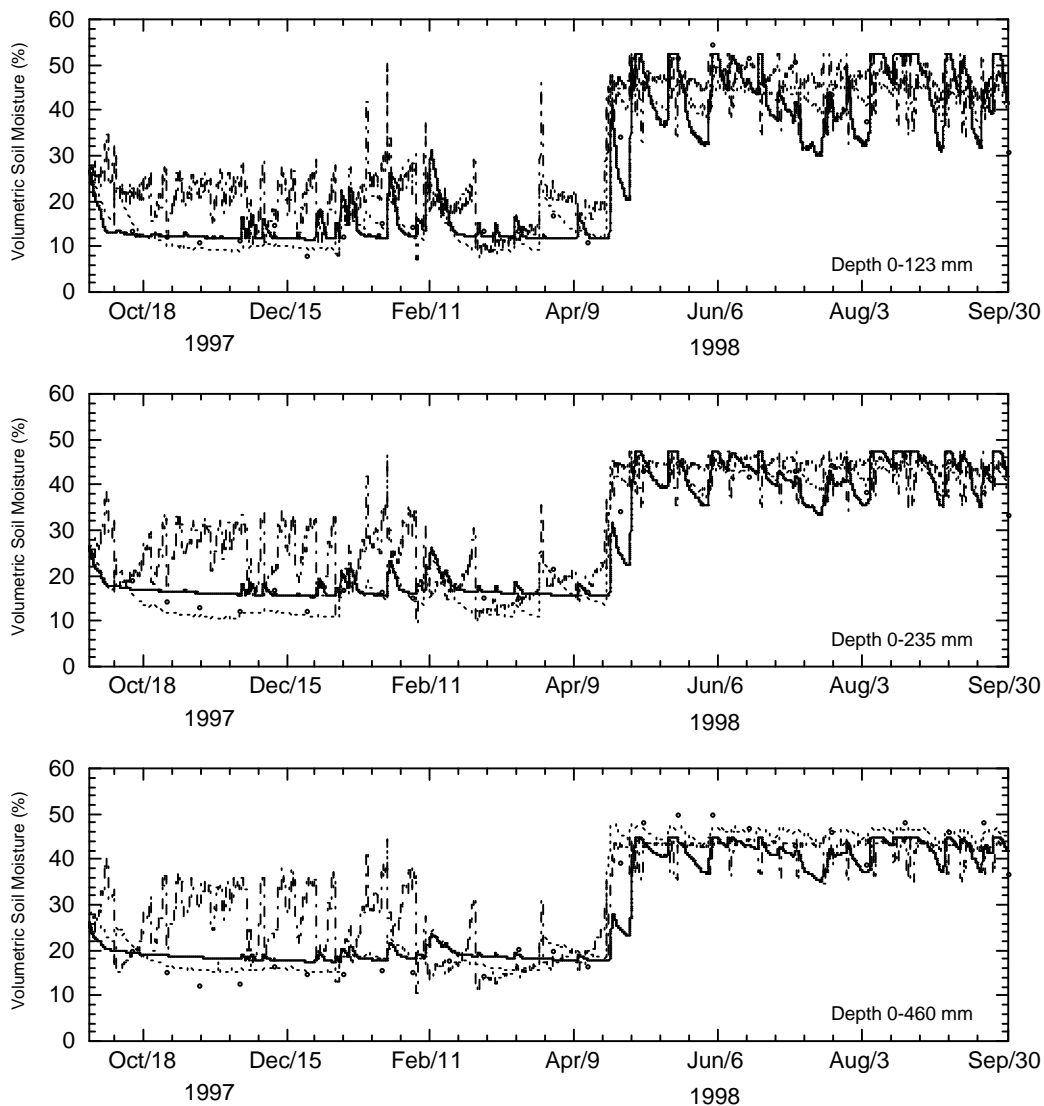 60
50
40
30
20
10
0
Volumetric Soil Moisture (%)
Depth 0-123 mm
Oct/18 Dec/15 Feb/11 Apr/9 Jun/6 Aug/3 Sep/30
1997 1998
60
50
40
30
20
10
0
Volumetric Soil Moisture (%)
Depth 0-235 mm
Oct/18 Dec/15 Feb/11 Apr/9 Jun/6 Aug/3 Sep/30
1997 1998
60
50
40
30
20
10
0
Volumetric Soil Moisture (%)
Depth 0-460 mm
Oct/18 Dec/15 Feb/11 Apr/9 Jun/6 Aug/3 Sep/30
1997 1998